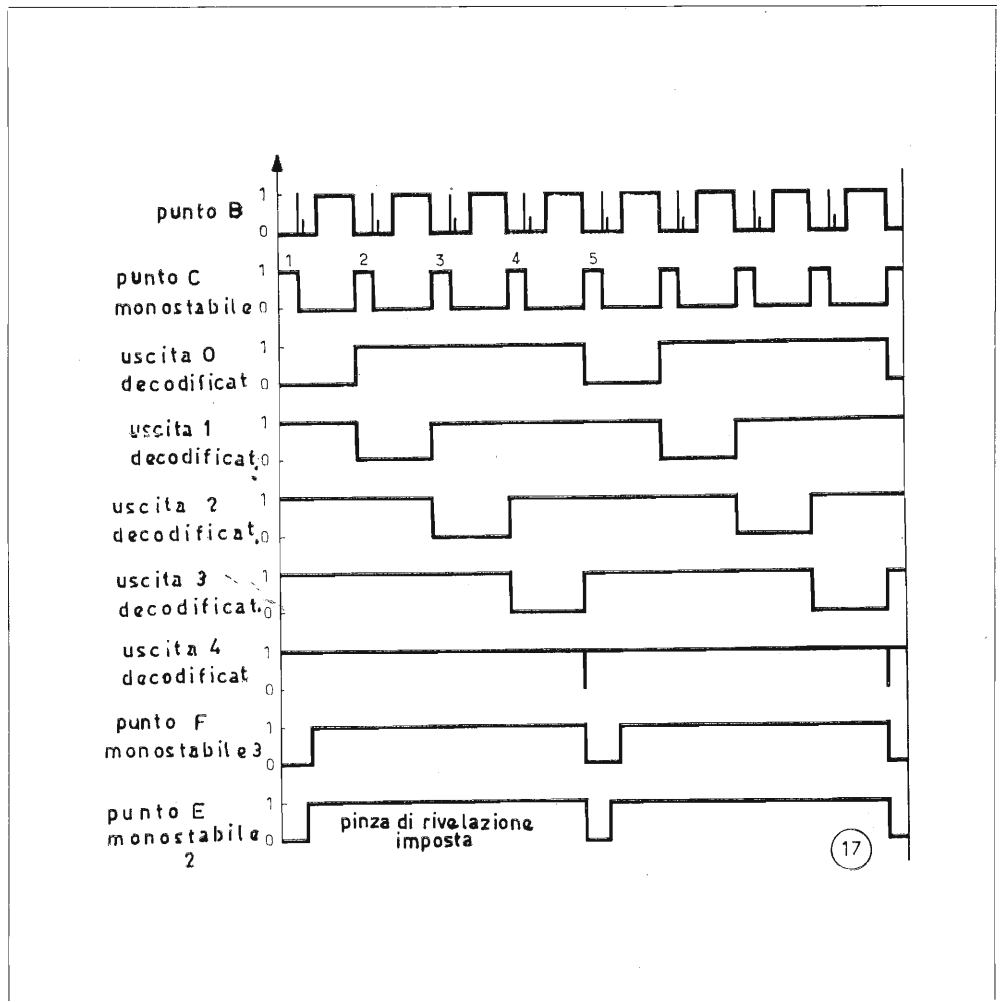 punto B
1
0
1 2 3 4 5
punto C
monostabile
1
0
uscita 0
decodificat
1
0
uscita 1
decodificat.
1
0
uscita 2
decodificat.
1
0
uscita 3
decodificat.
1
0
uscita 4
decodificat
1
0
punto F
monostabile 3
1
0
punto E
monostabile
2
1
0
pinza di rivelazione
imposta
17